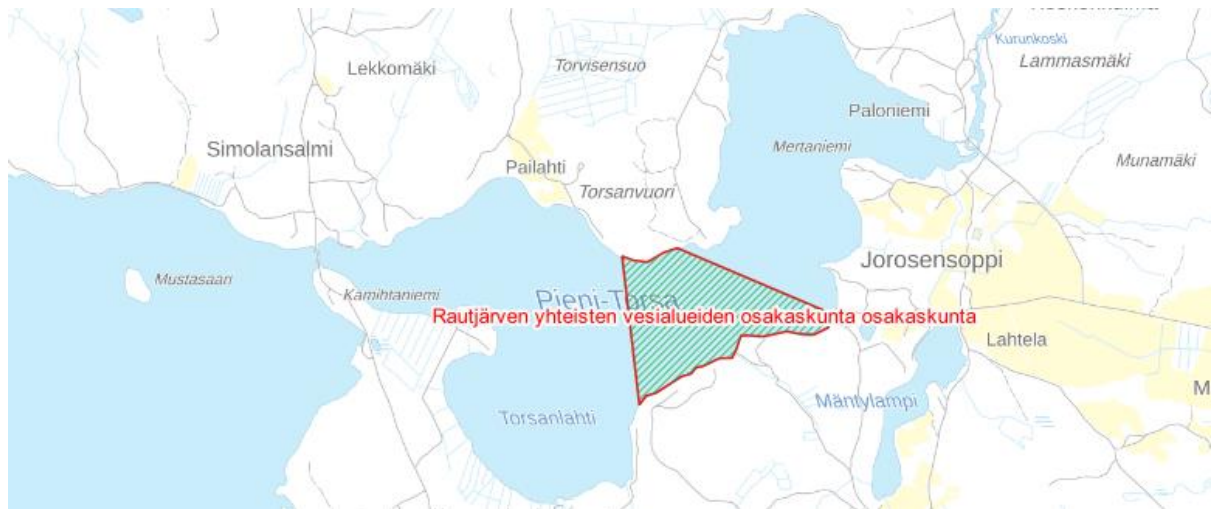 Kurunkoski
Lekkomäki
Torvisensuo
Lammasmäki
Paloniemi
Simolansalmi
Mertaniemi
Munamäki
Pailahti
Torsanvuori
Jorosensoppi
Mustasaari
Kamihtaniemi
Pieni-Torsa
Rautjärven yhteisten vesialueiden osakaskunta osakaskunta
Lahtela
M
Mäntylampi
Torsanlahti